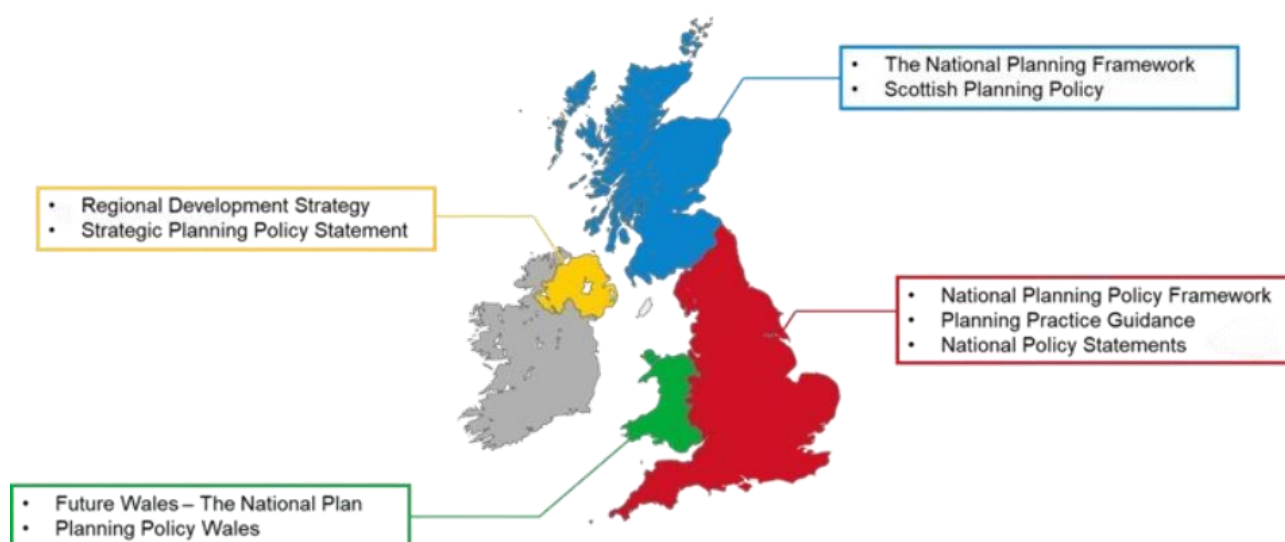 • The National Planning Framework
• Scottish Planning Policy
• Regional Development Strategy
• Strategic Planning Policy Statement
• National Planning Policy Framework
• Planning Practice Guidance
• National Policy Statements
• Future Wales – The National Plan
• Planning Policy Wales